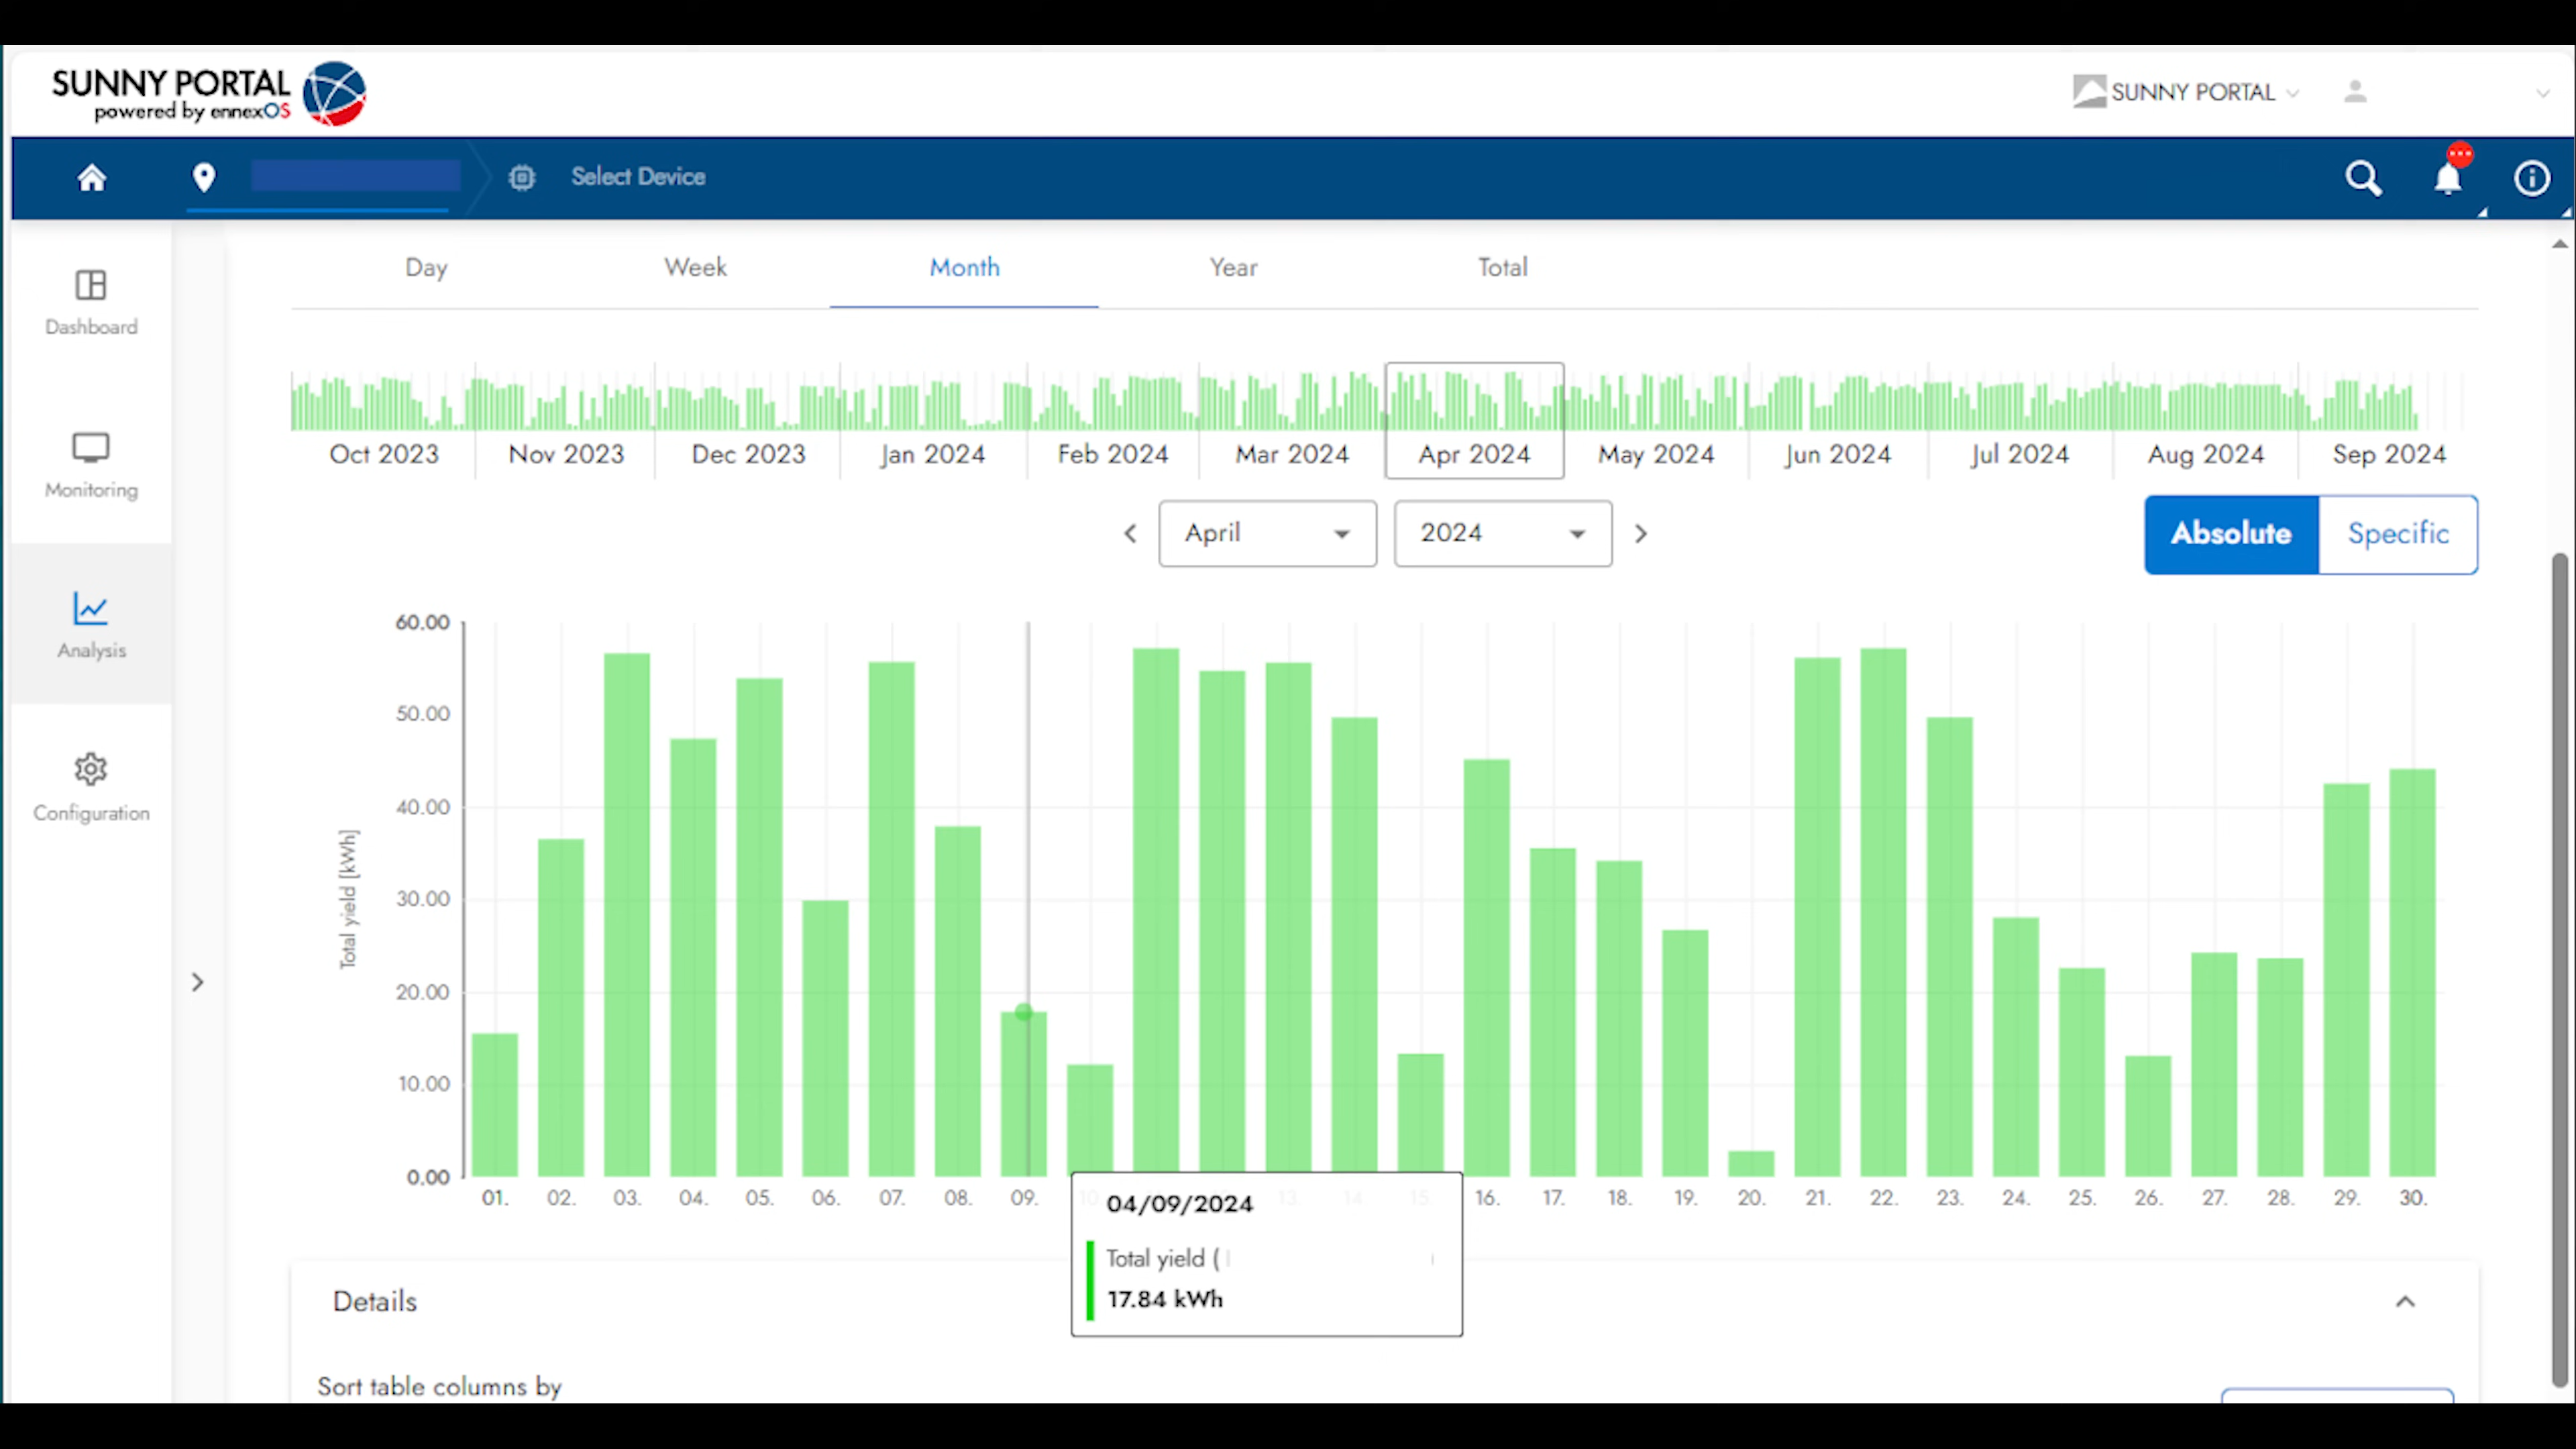 SUNNY PORTAL
powered by ennexOS
SUNNY PORTAL
Select Device
Day Week Month Year Total
Dashboard
Monitoring
Analysis
Configuration
Oct 2023 Nov 2023 Dec 2023 Jan 2024 Feb 2024 Mar 2024 Apr 2024 May 2024 Jun 2024 Jul 2024 Aug 2024 Sep 2024
April 2024
Absolute Specific
60.00
50.00
40.00
30.00
20.00
10.00
0.00
Total yield [kWh]
01. 02. 03. 04. 05. 06. 07. 08. 09. 10. 13. 14 15. 16. 17. 18. 19. 20. 21. 22. 23. 24. 25. 26. 27. 28. 29. 30.
04/09/2024
Total yield (
17.84 kWh
Details
Sort table columns by